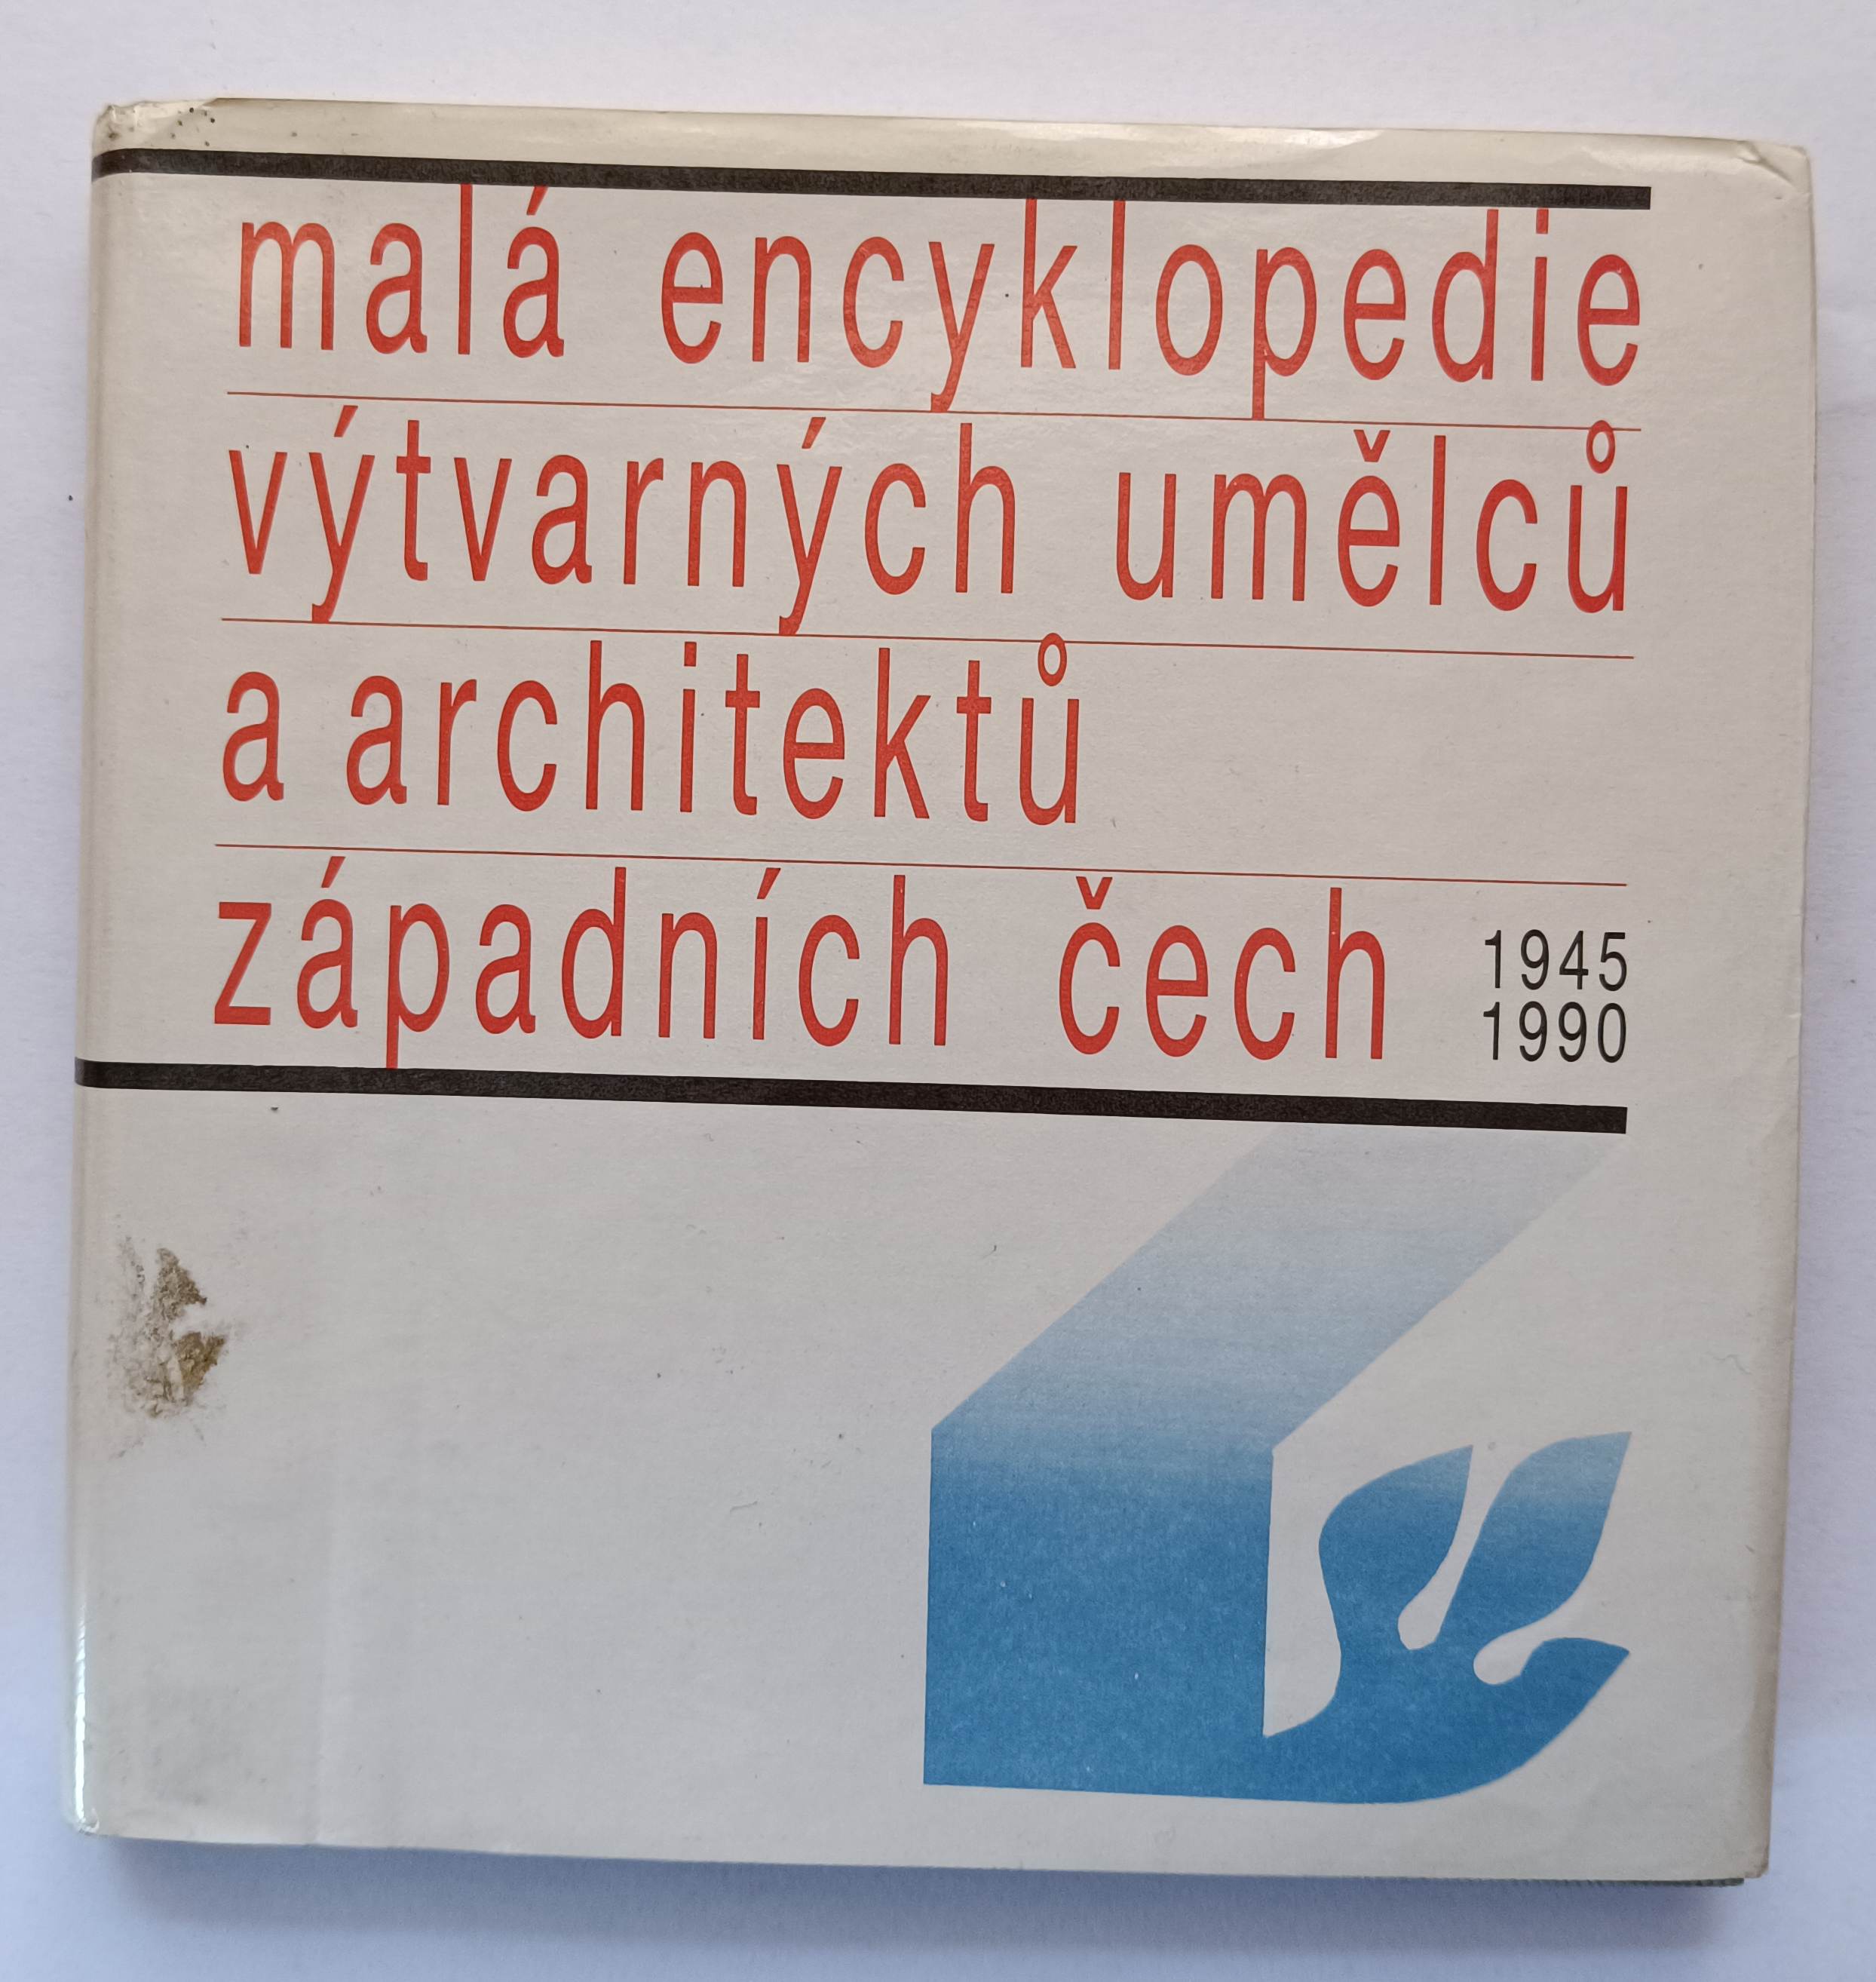 malá encyklopedie
výtvarných umělců
a architektů
západních čech
1945
1990